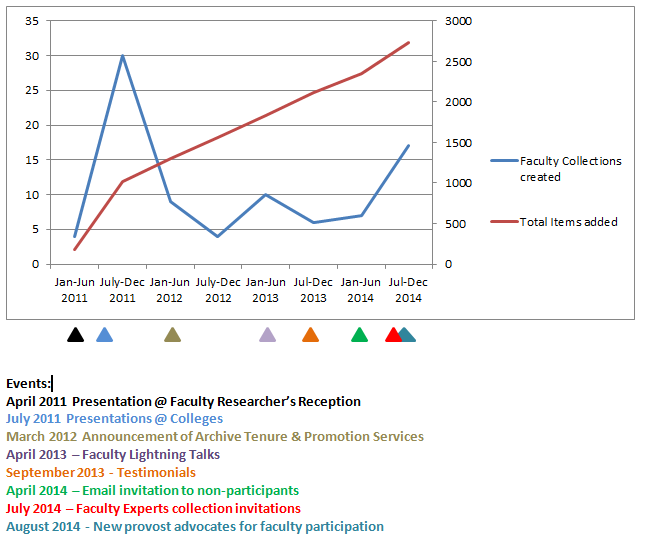 35
30
25
20
15
10
5
0
3000
2500
2000
1500
1000
500
0
Jan-Jun 2011
July-Dec 2011
Jan-Jun 2012
July-Dec 2012
Jan-Jun 2013
Jul-Dec 2013
Jan-Jun 2014
Jul-Dec 2014
Faculty Collections
created
Total Items added
Events:
April 2011 Presentation @ Faculty Researcher's Reception
July 2011 Presentations @ Colleges
March 2012 Announcement of Archive Tenure & Promotion Services
April 2013 – Faculty Lightning Talks
September 2013 - Testimonials
April 2014 – Email invitation to non-participants
July 2014 – Faculty Experts collection invitations
August 2014 - New provost advocates for faculty participation